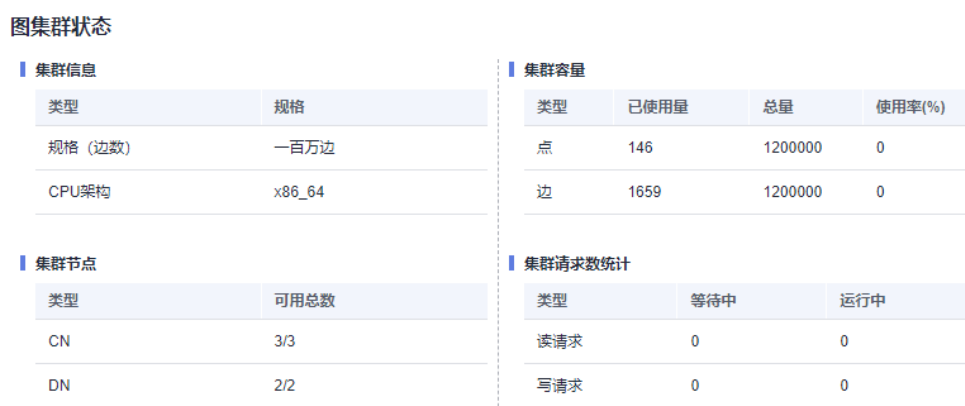 图集群状态
集群信息
类型 规格
规格（边数） 一百万边
CPU架构 x86_64
集群容量
类型 已使用量 总量 使用率(%)
点 146 1200000 0
边 1659 1200000 0
集群节点
类型 可用总数
CN 3/3
DN 2/2
集群请求数统计
类型 等待中 运行中
读请求 0 0
写请求 0 0